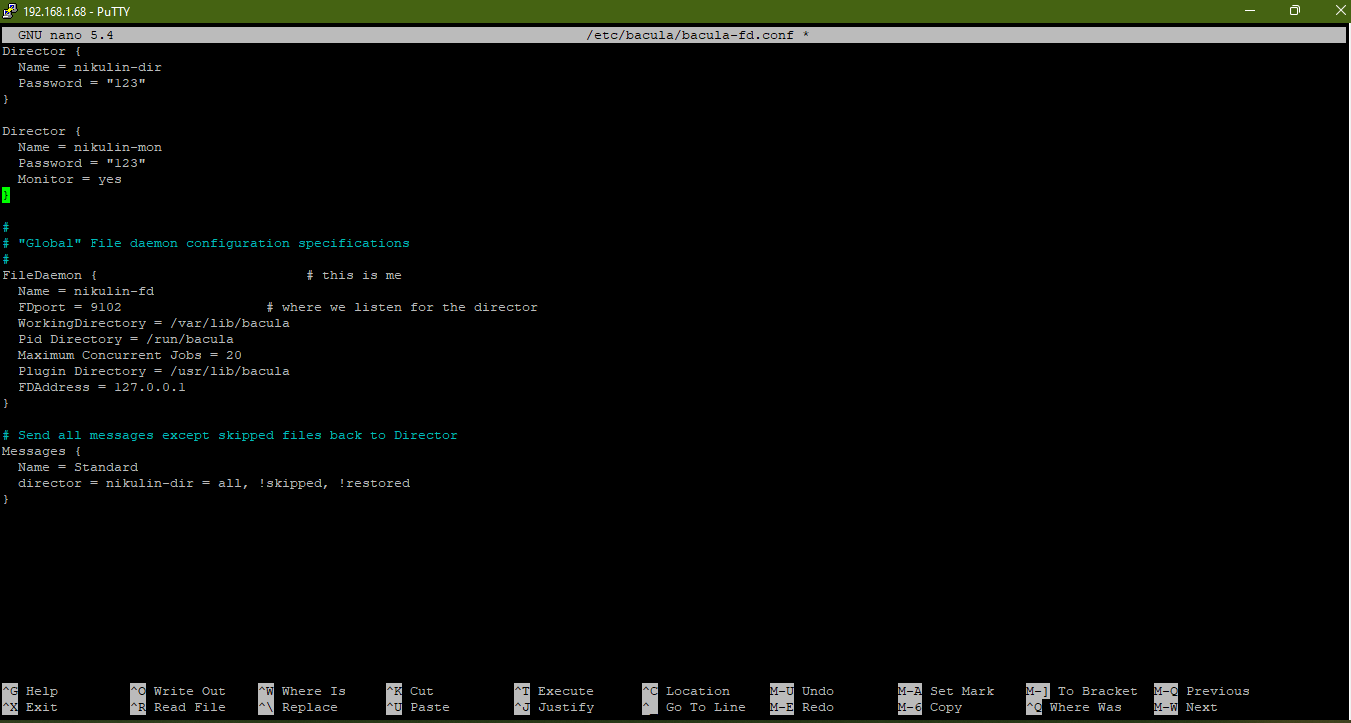 192.168.1.68 - PuTTY
GNU nano 5.4 /etc/bacula/bacula-fd.conf *
Director {
  Name = nikulin-dir
  Password = "123"
}

Director {
  Name = nikulin-mon
  Password = "123"
  Monitor = yes
}

#
# "Global" File daemon configuration specifications
#
FileDaemon {                          # this is me
  Name = nikulin-fd
  FDport = 9102                  # where we listen for the director
  WorkingDirectory = /var/lib/bacula
  Pid Directory = /run/bacula
  Maximum Concurrent Jobs = 20
  Plugin Directory = /usr/lib/bacula
  FDAddress = 127.0.0.1
}

# Send all messages except skipped files back to Director
Messages {
  Name = Standard
  director = nikulin-dir = all, !skipped, !restored
}

^G Help ^O Write Out ^W Where Is ^K Cut ^T Execute ^C Location M-U Undo M-A Set Mark M-] To Bracket M-Q Previous
^X Exit ^R Read File ^\ Replace ^U Paste ^J Justify ^_ Go To Line M-E Redo M-6 Copy ^Q Where Was M-W Next